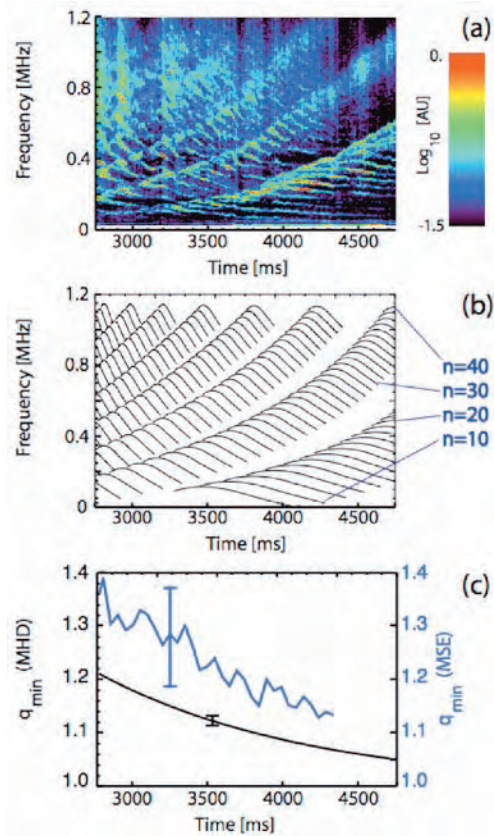 (a)
1.2
0.8
0.4
0
Frequency [MHz]
3000 3500 4000 4500
Time [ms]
0.
-1.5
Log10 [AU]
(b)
1.2
0.8
0.4
0
Frequency [MHz]
n=40
n=30
n=20
n=10
3000 3500 4000 4500
Time [ms]
(c)
1.4
1.3
1.2
1.1
1.0
qmin (MHD)
1.4
1.3
1.2
1.1
1.0
qmin (MSE)
3000 3500 4000 4500
Time [ms]